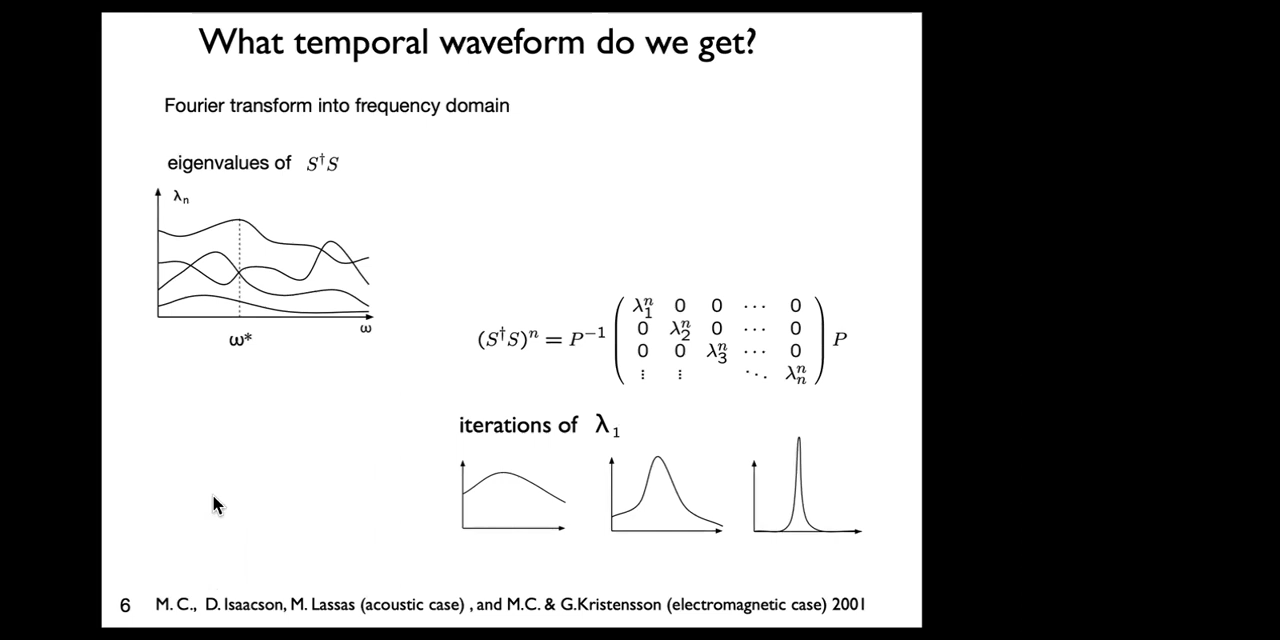 What temporal waveform do we get?
Fourier transform into frequency domain
eigenvalues of S†S
λn
ω
ω*
(S†S)ⁿ = P⁻¹ ( λ₁ⁿ 0 0 ⋯ 0
0 λ₂ⁿ 0 ⋯ 0
0 0 λ₃ⁿ ⋯ 0
⋮ ⋮ ⋱ λₙⁿ ) P
iterations of λ₁
6 M. C., D. Isaacson, M. Lassas (acoustic case) , and M.C. & G.Kristensson (electromagnetic case) 2001